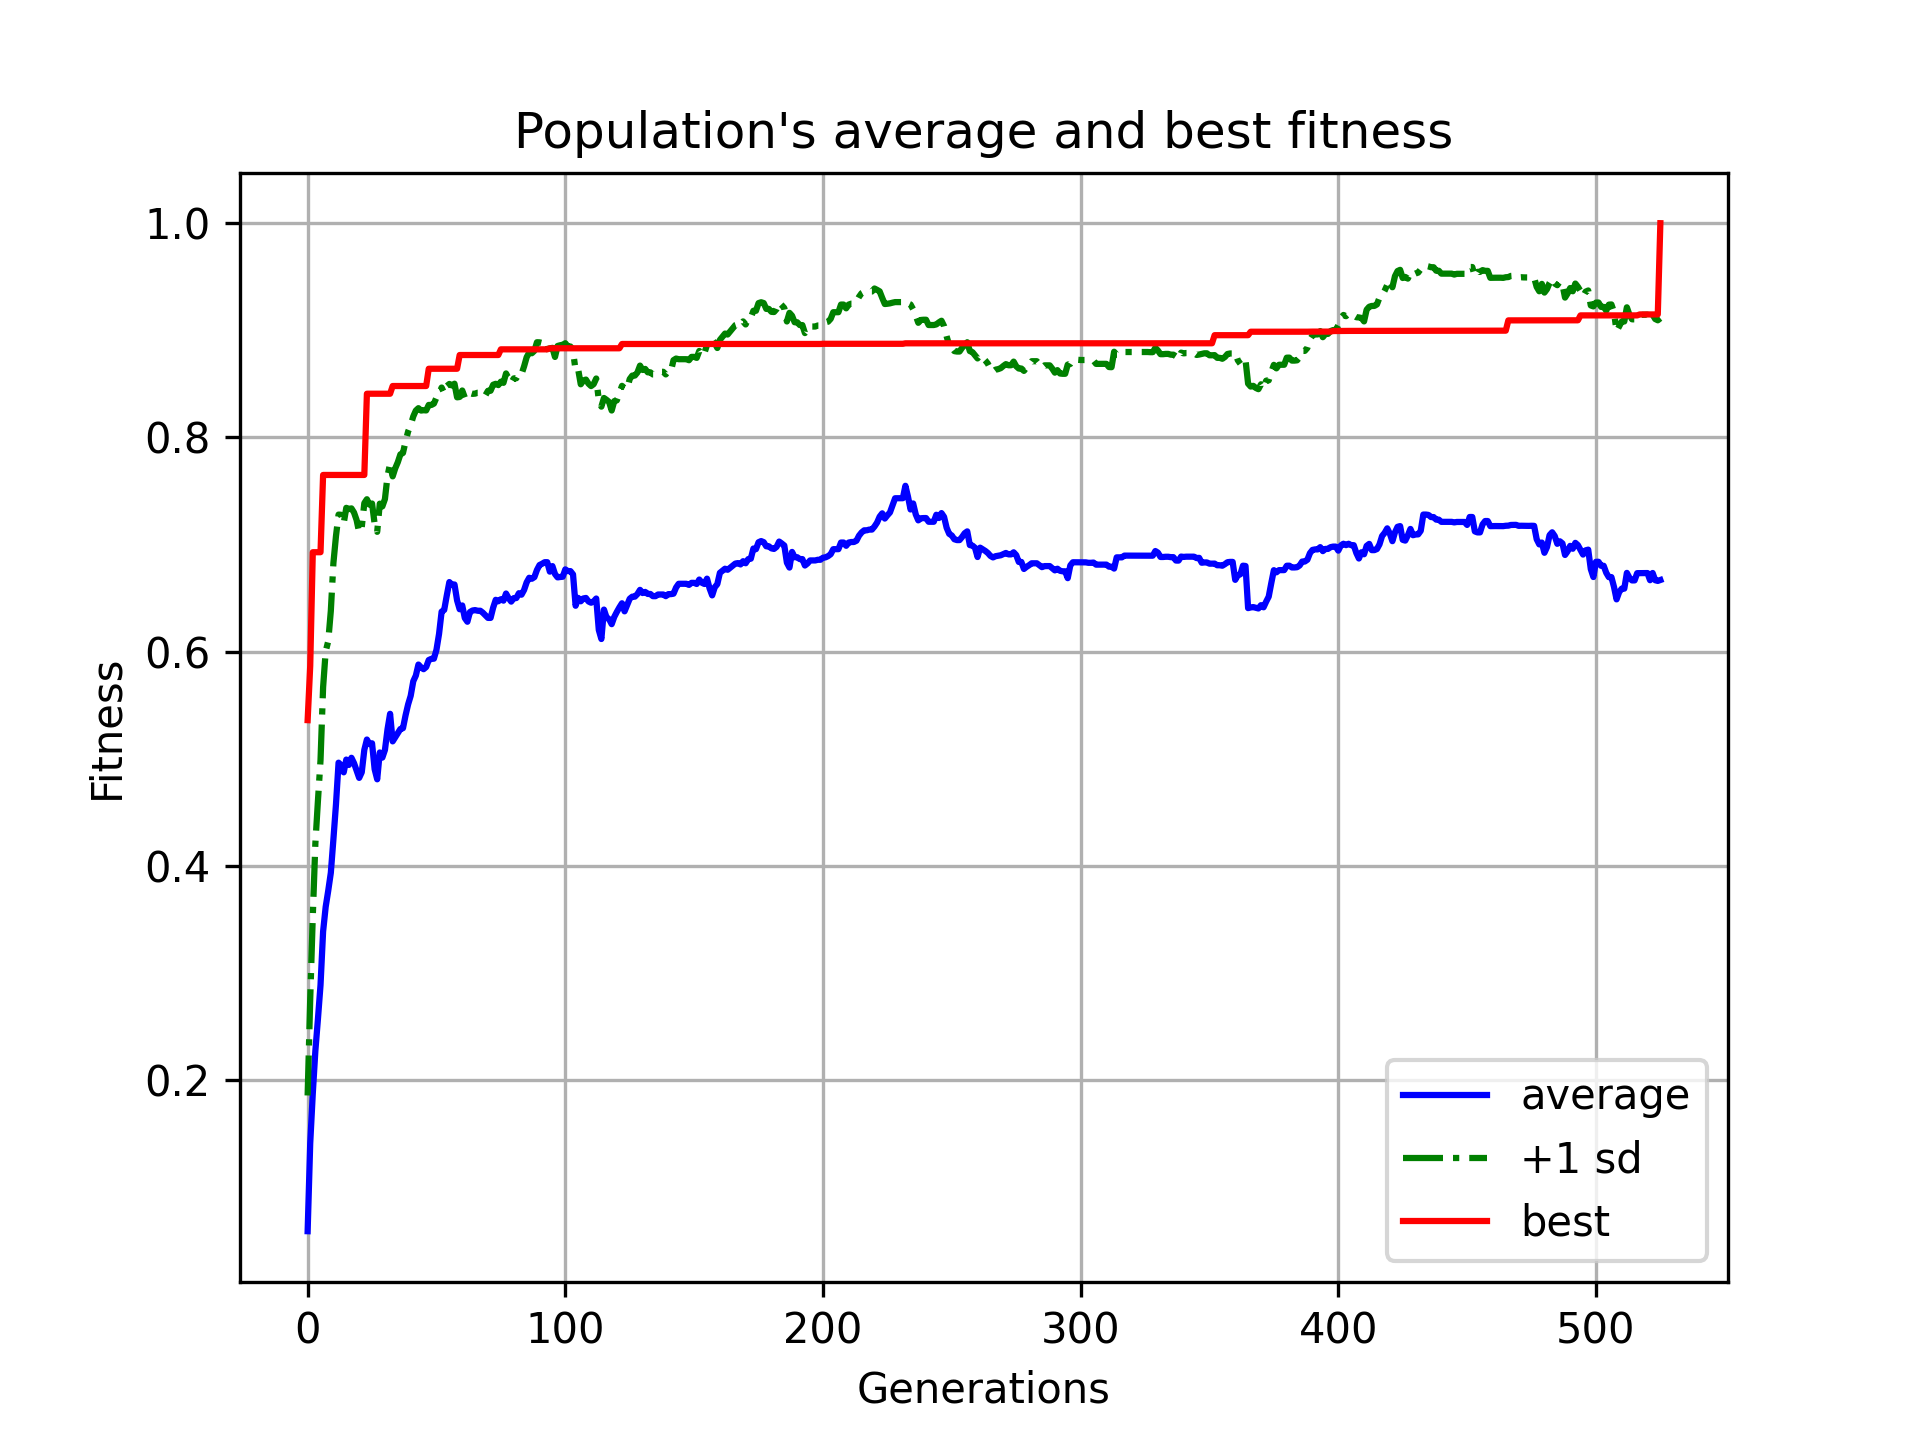 Population's average and best fitness
1.0
0.8
0.6
0.4
0.2
Fitness
average
+1 sd
best
0 100 200 300 400 500
Generations